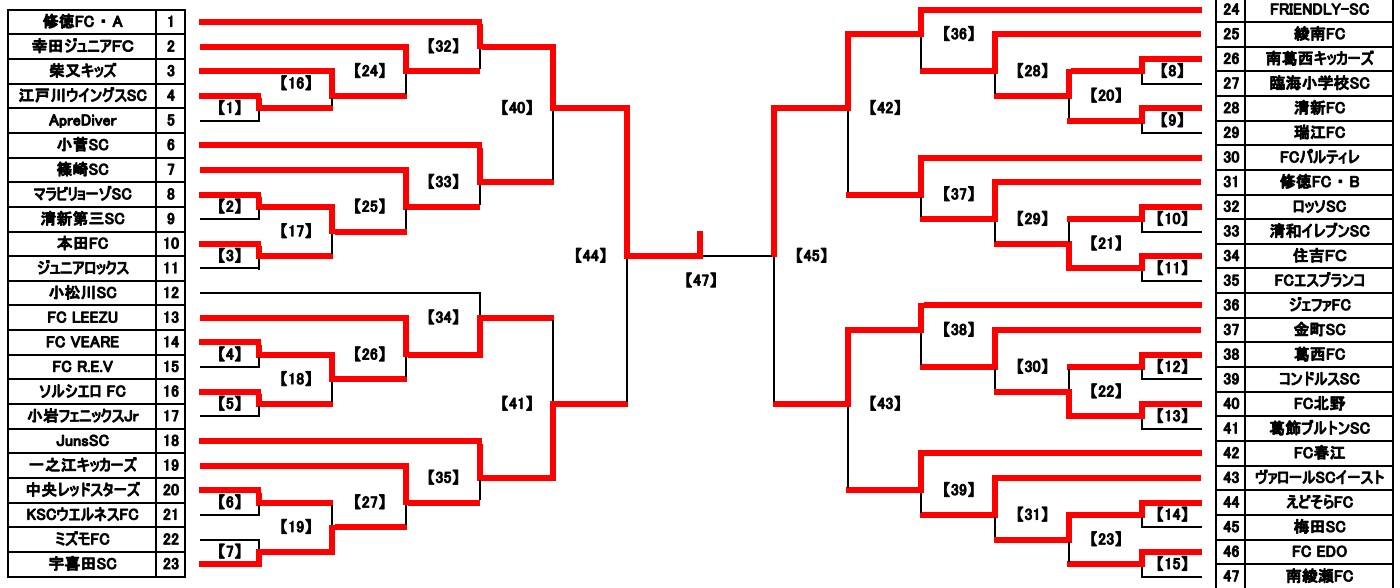 修徳FC・A 1
幸田ジュニアFC 2
柴又キッズ 3
江戸川ウイングスSC 4
ApreDiver 5
小菅SC 6
篠崎SC 7
マラビリョーゾSC 8
清新第三SC 9
本田FC 10
ジュニアロックス 11
小松川SC 12
FC LEEZU 13
FC VEARE 14
FC R.E.V 15
ソルシエロ FC 16
小岩フェニックスJr 17
JunsSC 18
一之江キッカーズ 19
中央レッドスターズ 20
KSCウエルネスFC 21
ミズモFC 22
宇喜田SC 23
【1】
【2】
【3】
【4】
【5】
【6】
【7】
【16】
【17】
【18】
【19】
【24】
【25】
【26】
【27】
【32】
【33】
【34】
【35】
【40】
【41】
【44】
【47】
【45】
【42】
【43】
【36】
【37】
【38】
【39】
【28】
【29】
【30】
【31】
【20】
【21】
【22】
【23】
【8】
【9】
【10】
【11】
【12】
【13】
【14】
【15】
24 FRIENDLY-SC
25 綾南FC
26 南葛西キッカーズ
27 臨海小学校SC
28 清新FC
29 瑞江FC
30 FCパルティレ
31 修徳FC・B
32 ロッソSC
33 清和イレブンSC
34 住吉FC
35 FCエスブランコ
36 ジェファFC
37 金町SC
38 葛西FC
39 コンドルスSC
40 FC北野
41 葛飾ブルトンSC
42 FC春江
43 ヴァロールSCイースト
44 えどそらFC
45 梅田SC
46 FC EDO
47 南綾瀬FC